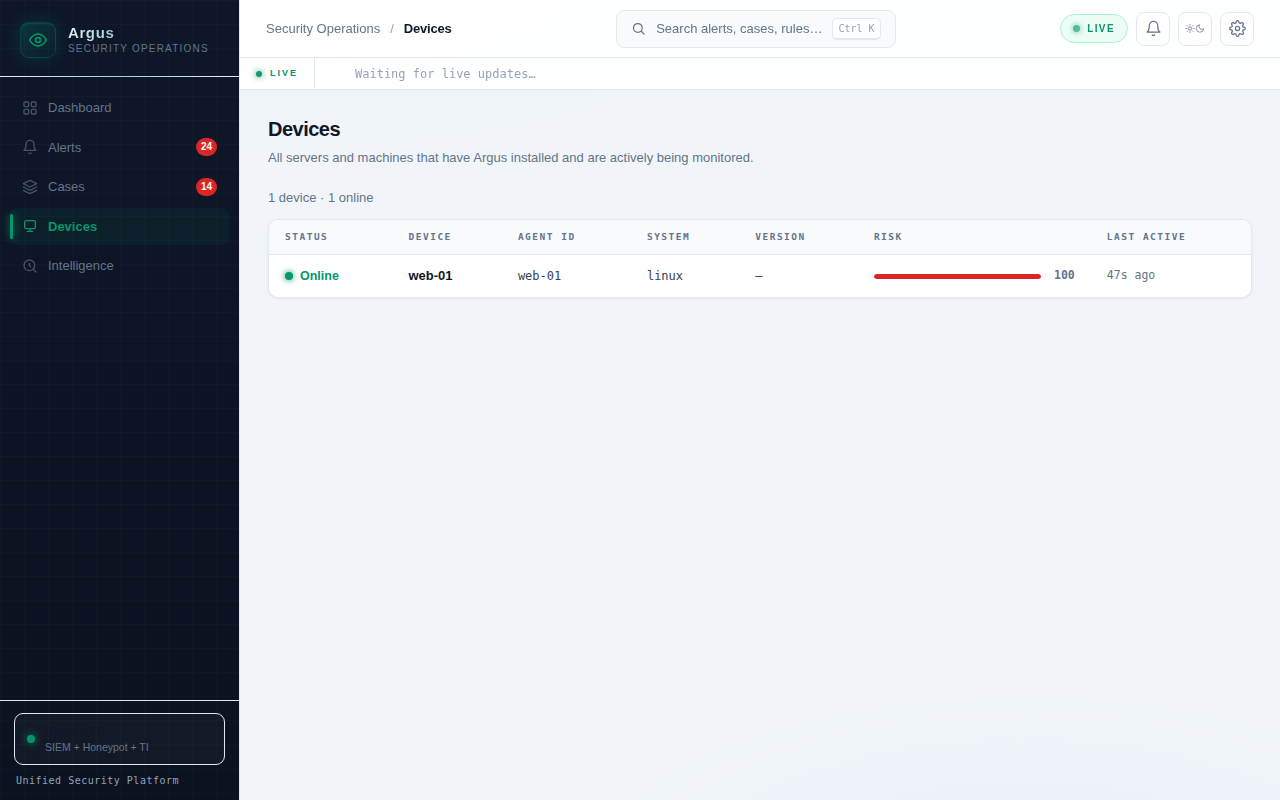 Argus
SECURITY OPERATIONS
Dashboard
Alerts 24
Cases 14
Devices
Intelligence
SIEM + Honeypot + TI
Unified Security Platform
Security Operations / Devices
Search alerts, cases, rules… Ctrl K
LIVE
LIVE Waiting for live updates…
Devices
All servers and machines that have Argus installed and are actively being monitored.
1 device · 1 online
STATUS DEVICE AGENT ID SYSTEM VERSION RISK LAST ACTIVE
Online web-01 web-01 linux — 100 47s ago